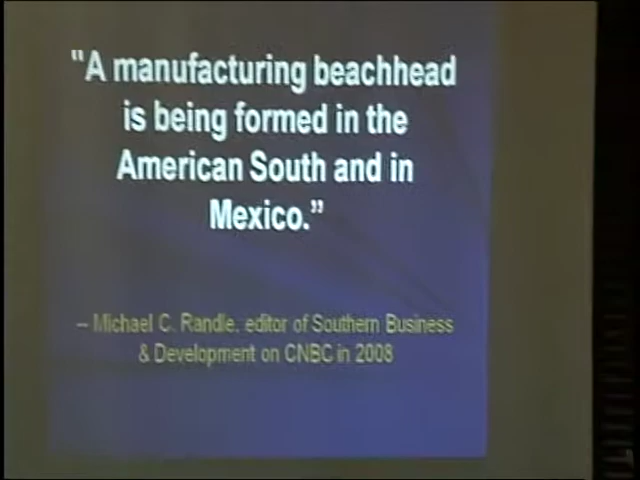 "A manufacturing beachhead
is being formed in the
American South and in
Mexico.”
– Michael C. Randle, editor of Southern Business
& Development on CNBC in 2008